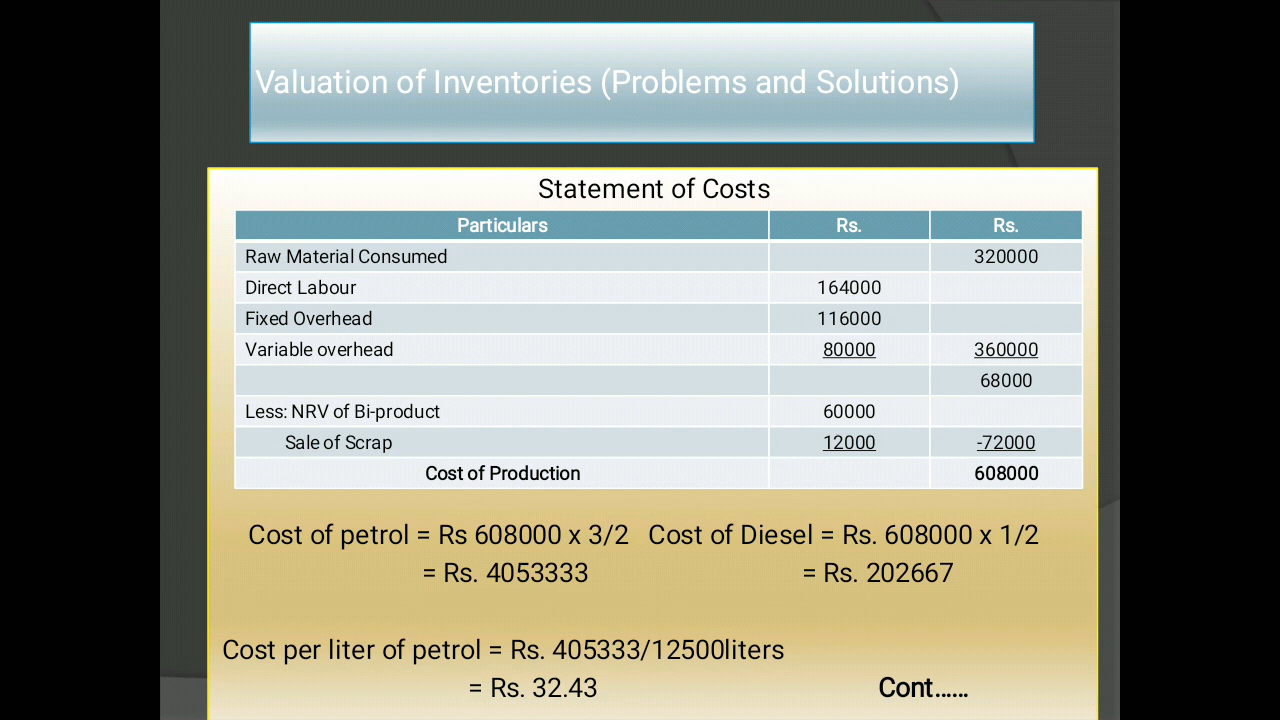 Valuation of Inventories (Problems and Solutions)
Statement of Costs
Particulars Rs. Rs.
Raw Material Consumed 320000
Direct Labour 164000
Fixed Overhead 116000
Variable overhead 80000 360000
68000
Less: NRV of Bi-product 60000
Sale of Scrap 12000 -72000
Cost of Production 608000
Cost of petrol = Rs 608000 x 3/2 Cost of Diesel = Rs. 608000 x 1/2
= Rs. 4053333 = Rs. 202667
Cost per liter of petrol = Rs. 405333/12500liters
= Rs. 32.43 Cont......